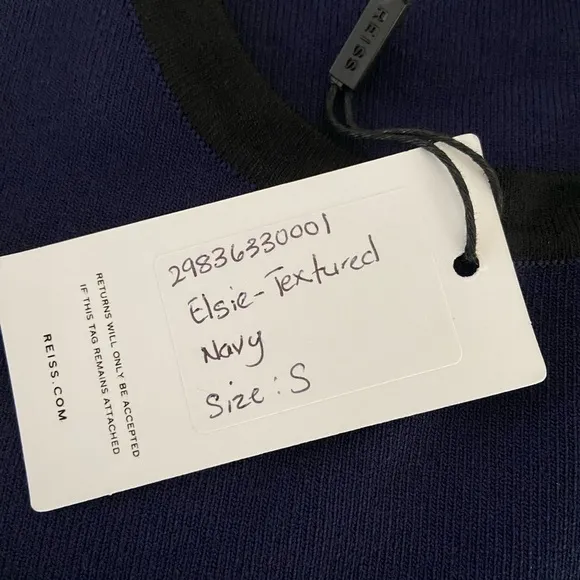 REISS
29836330001
Elsie-Textured
Navy
Size: S
RETURNS WILL ONLY BE ACCEPTED
IF THIS TAG REMAINS ATTACHED
REISS.COM